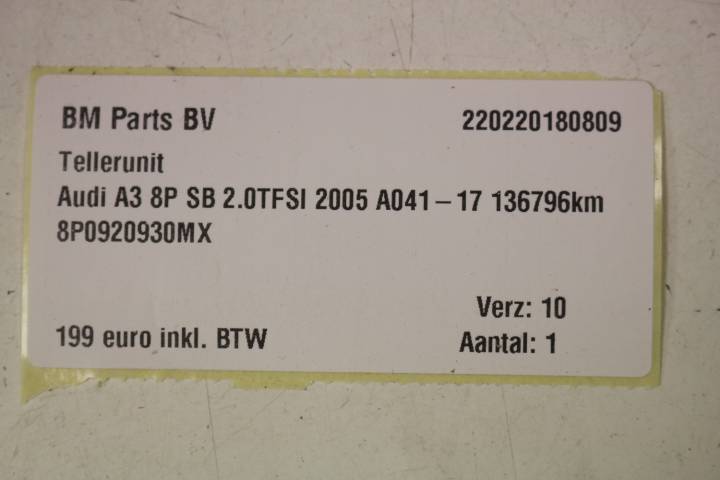 BM Parts BV 220220180809
Tellerunit
Audi A3 8P SB 2.0TFSI 2005 A041-17 136796km
8P0920930MX
Verz: 10
199 euro inkl. BTW Aantal: 1